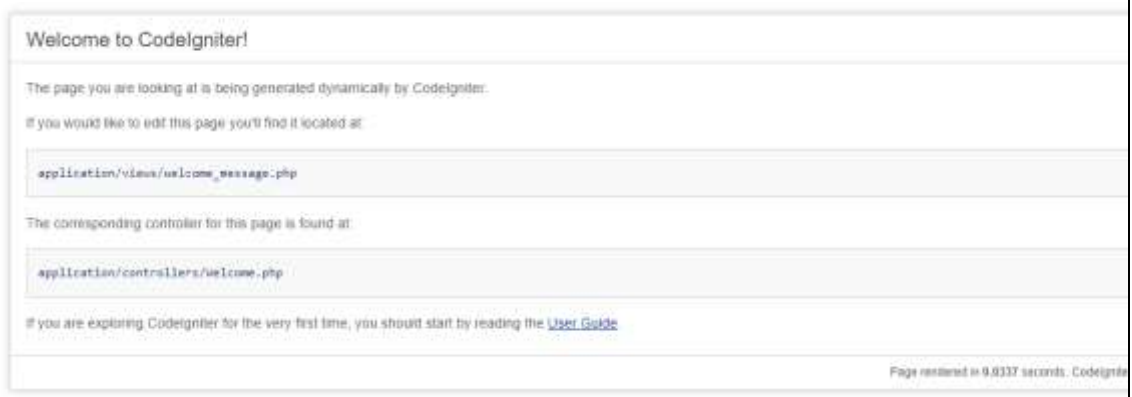 Welcome to CodeIgniter!
The page you are looking at is being generated dynamically by CodeIgniter.
If you would like to edit this page you'll find it located at:
application/views/welcome_message.php
The corresponding controller for this page is found at:
application/controllers/welcome.php
If you are exploring CodeIgniter for the very first time, you should start by reading the User Guide
Page rendered in 0.0337 seconds. CodeIgnite